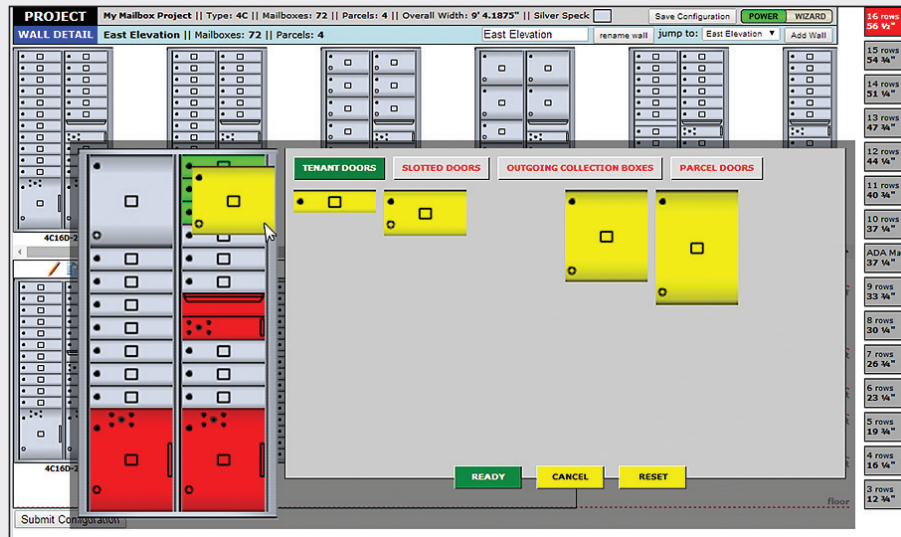 PROJECT My Mailbox Project || Type: 4C || Mailboxes: 72 || Parcels: 4 || Overall Width: 9' 4.1875" || Silver Speck Save Configuration POWER WIZARD
WALL DETAIL East Elevation || Mailboxes: 72 || Parcels: 4 East Elevation rename wall jump to: East Elevation Add Wall
16 rows
56 ½"
15 rows
54 ¾"
14 rows
51 ¼"
13 rows
47 ¾"
12 rows
44 ¼"
11 rows
40 ¾"
10 rows
37 ¼"
ADA Ma
37 ¼"
9 rows
33 ¾"
8 rows
30 ¼"
7 rows
26 ¾"
6 rows
23 ¼"
5 rows
19 ¾"
4 rows
16 ¼"
3 rows
12 ¾"
TENANT DOORS SLOTTED DOORS OUTGOING COLLECTION BOXES PARCEL DOORS
4C16D-2
4C16D-
READY CANCEL RESET
floor
Submit Configuration